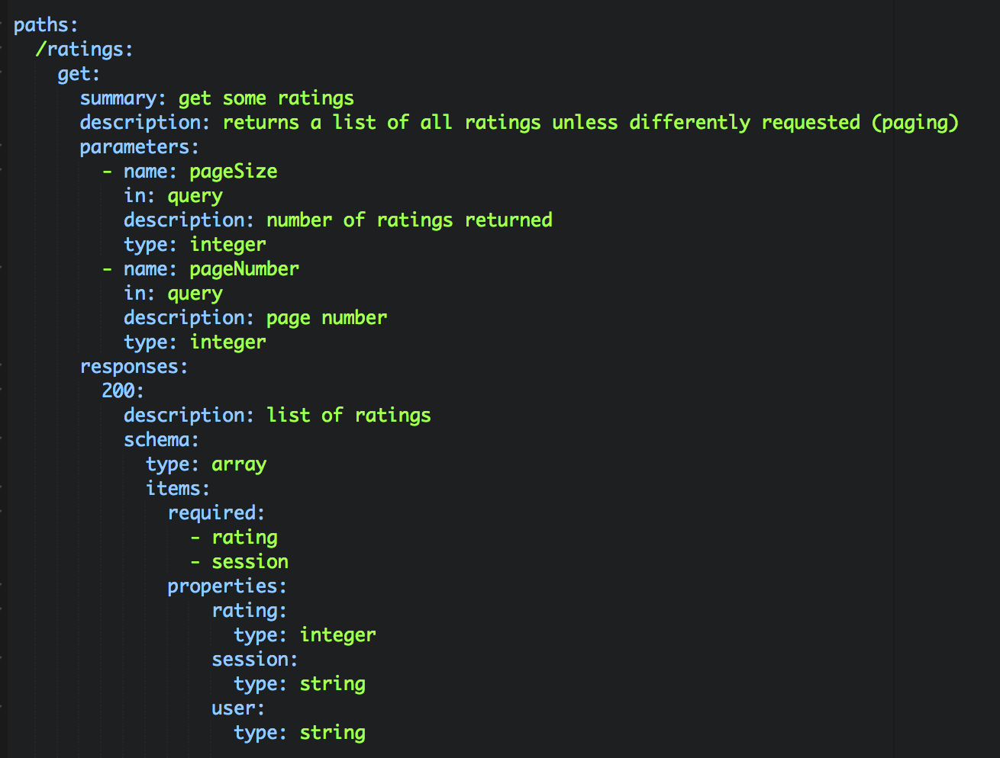 paths:
  /ratings:
    get:
      summary: get some ratings
      description: returns a list of all ratings unless differently requested (paging)
      parameters:
        - name: pageSize
          in: query
          description: number of ratings returned
          type: integer
        - name: pageNumber
          in: query
          description: page number
          type: integer
      responses:
        200:
          description: list of ratings
          schema:
            type: array
            items:
              required:
                - rating
                - session
              properties:
                  rating:
                    type: integer
                  session:
                    type: string
                  user:
                    type: string